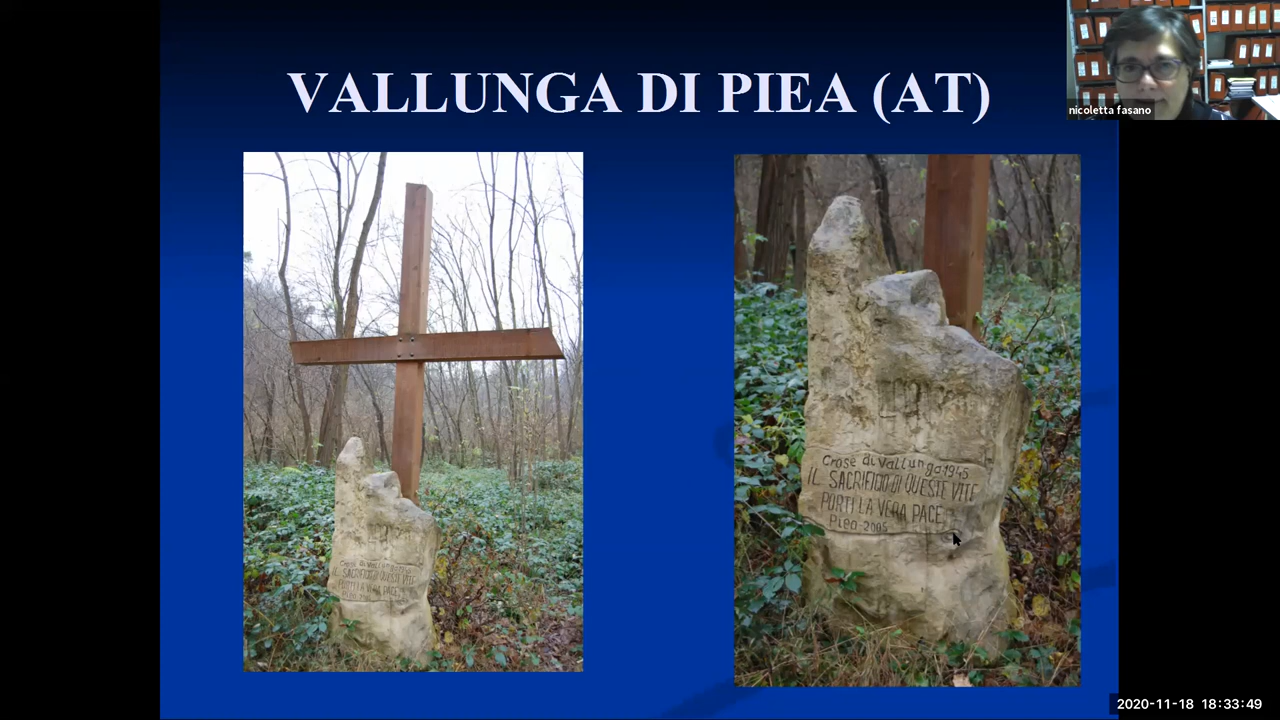 VALLUNGA DI PIEA (AT)
nicoletta fasano
Crose di Vallunga 1945
IL SACRIFICIO DI QUESTE VITE
PORTI LA VERA PACE
Piea 2005
2020-11-18 18:33:49